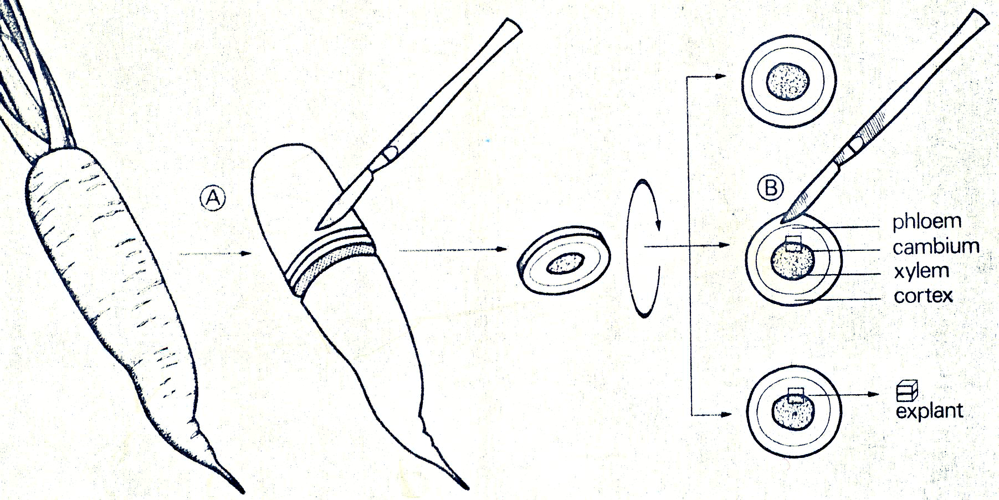 A
B
phloem
cambium
xylem
cortex
explant